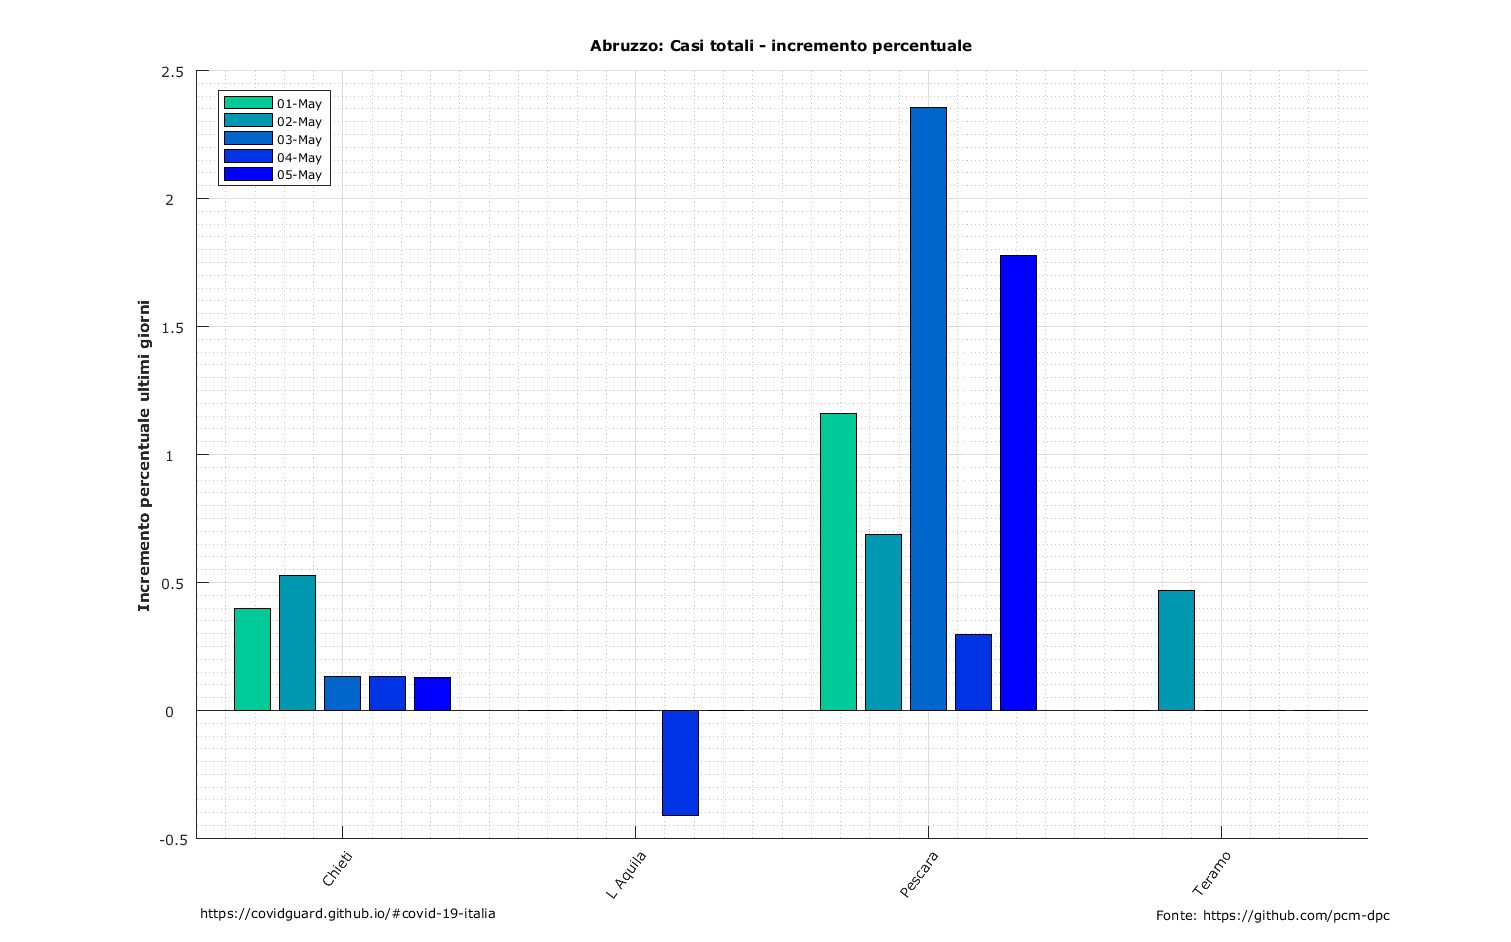 Abruzzo: Casi totali - incremento percentuale
2.5
2
1.5
1
0.5
0
-0.5
Incremento percentuale ultimi giorni
01-May
02-May
03-May
04-May
05-May
Chieti
L Aquila
Pescara
Teramo
https://covidguard.github.io/#covid-19-italia
Fonte: https://github.com/pcm-dpc